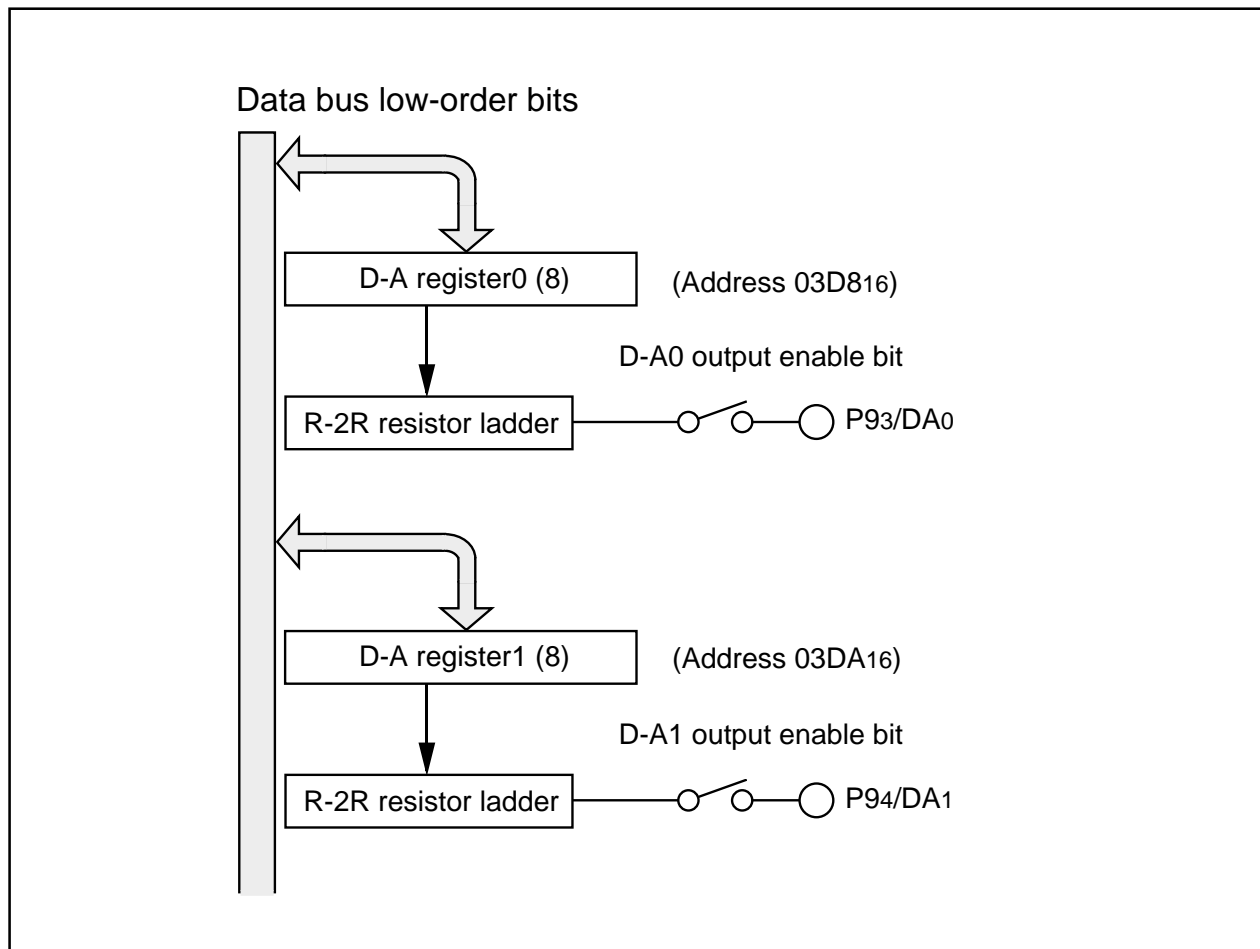 Data bus low-order bits
D-A register0 (8)
(Address 03D816)
D-A0 output enable bit
R-2R resistor ladder
P93/DA0
D-A register1 (8)
(Address 03DA16)
D-A1 output enable bit
R-2R resistor ladder
P94/DA1